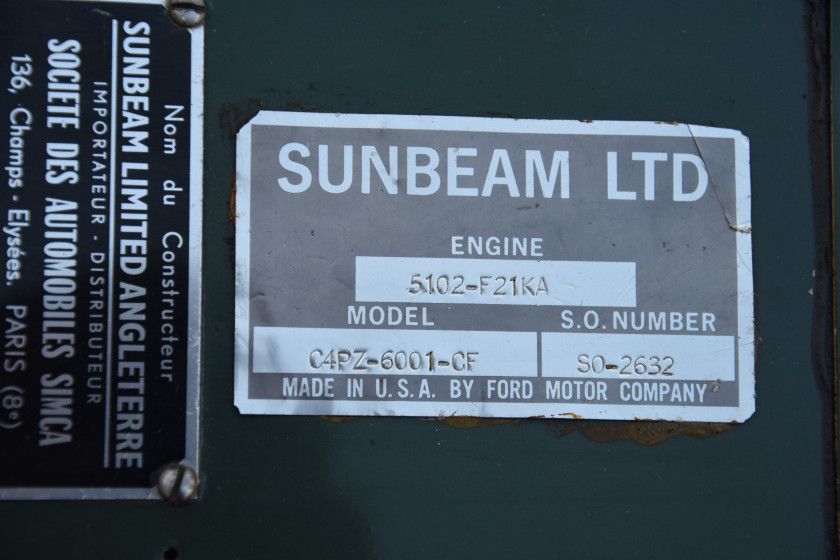 Nom du Constructeur
SUNBEAM LIMITED ANGLETERRE
IMPORTATEUR - DISTRIBUTEUR
SOCIETE DES AUTOMOBILES SIMCA
136, Champs - Elysées. PARIS (8e)
SUNBEAM LTD
ENGINE
5102-F21KA
MODEL
S.O. NUMBER
C4PZ-6001-CF
SO-2632
MADE IN U.S.A. BY FORD MOTOR COMPANY